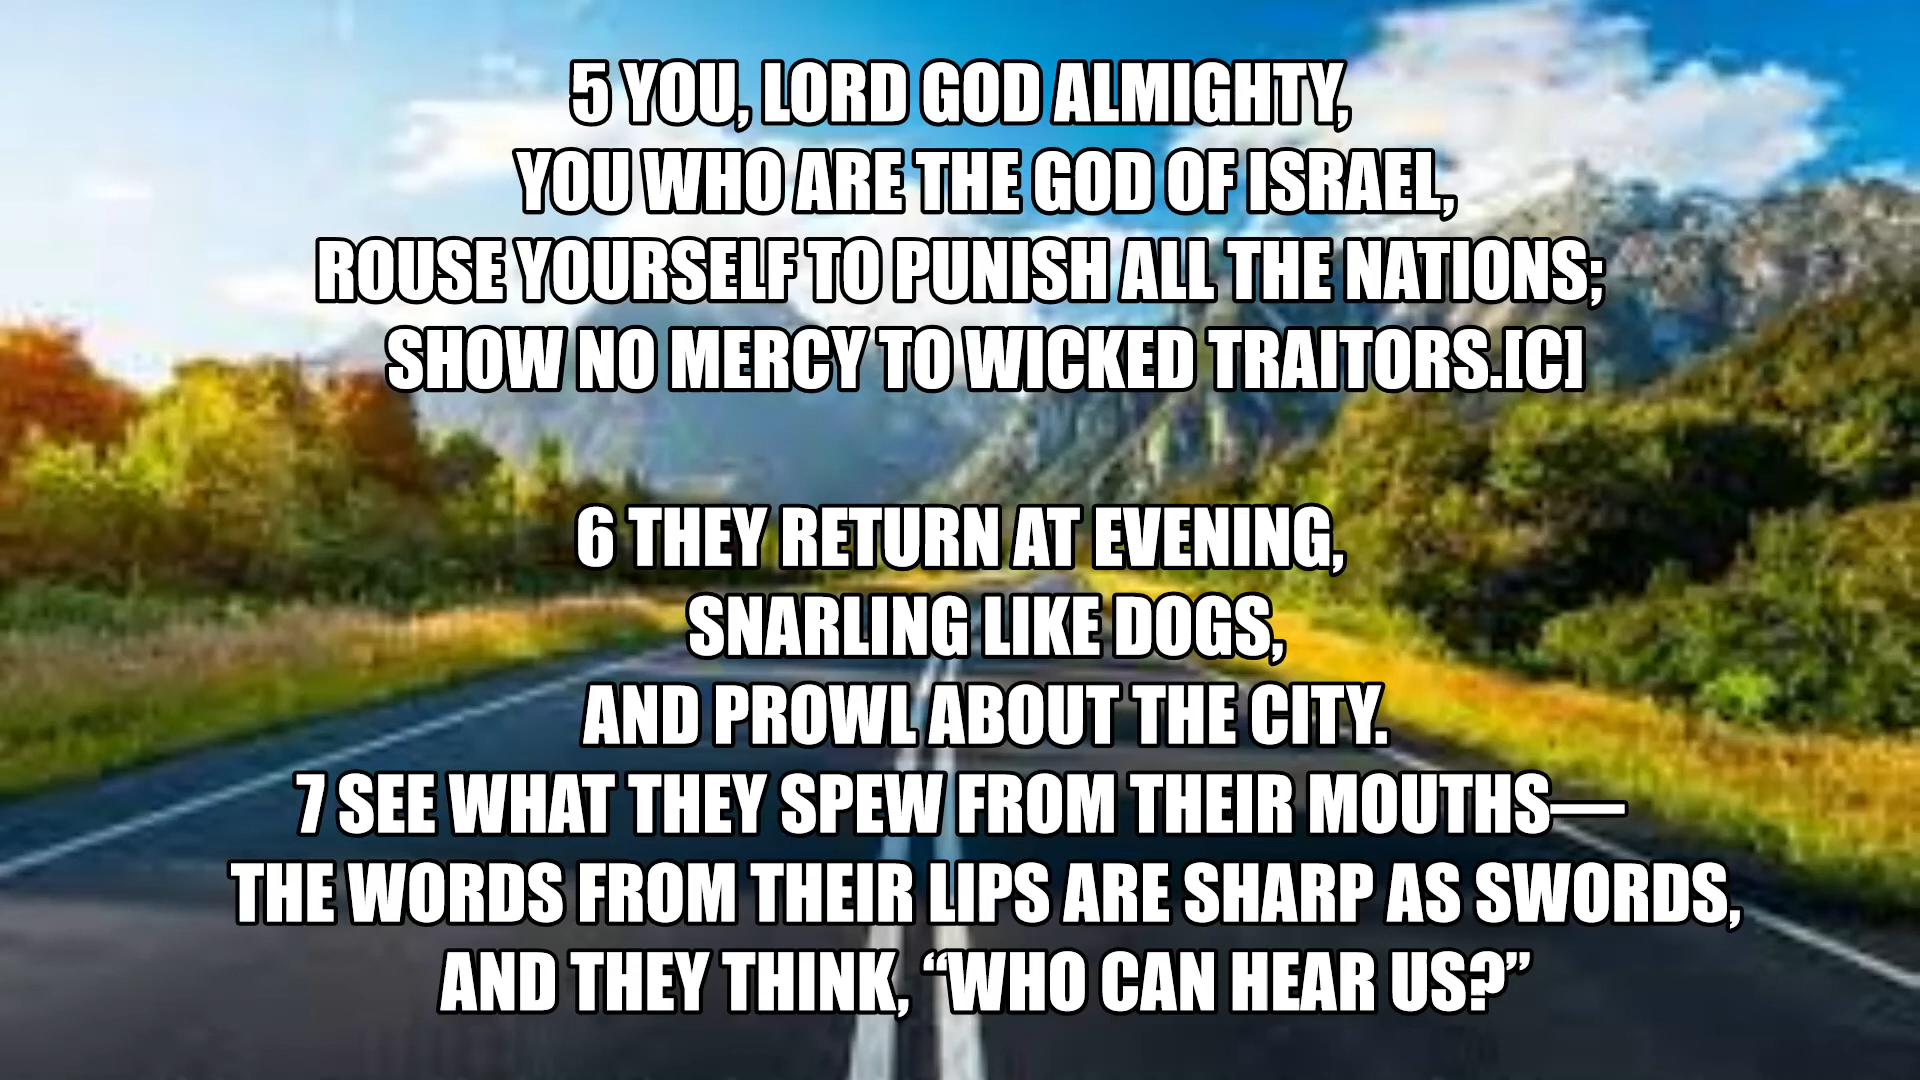 5 YOU, LORD GOD ALMIGHTY,
YOU WHO ARE THE GOD OF ISRAEL,
ROUSE YOURSELF TO PUNISH ALL THE NATIONS;
SHOW NO MERCY TO WICKED TRAITORS.[C]
6 THEY RETURN AT EVENING,
SNARLING LIKE DOGS,
AND PROWL ABOUT THE CITY.
7 SEE WHAT THEY SPEW FROM THEIR MOUTHS—
THE WORDS FROM THEIR LIPS ARE SHARP AS SWORDS,
AND THEY THINK, “WHO CAN HEAR US?”